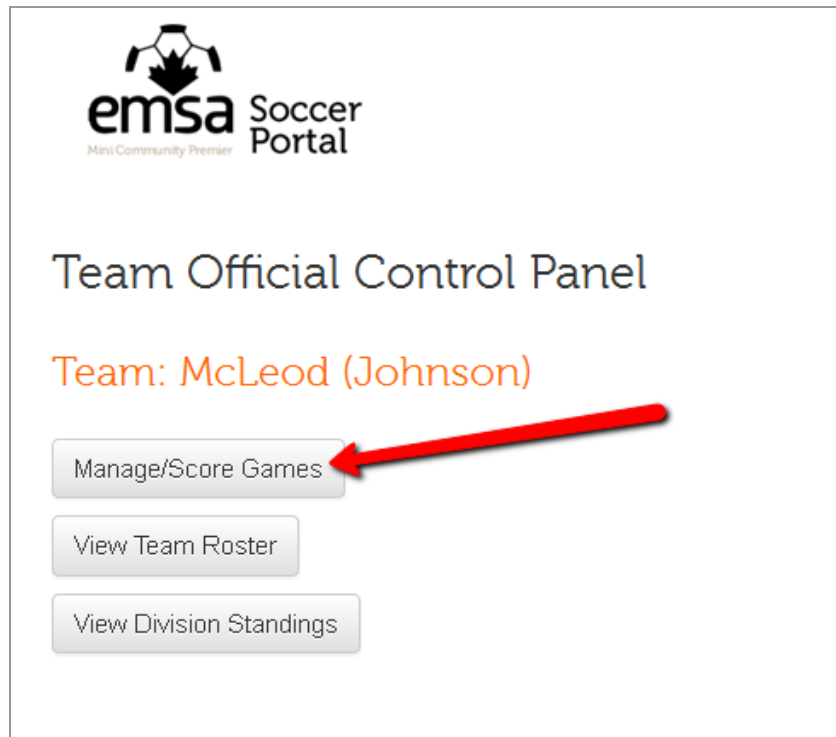 emsa Soccer
Mini Community Premier Portal
Team Official Control Panel
Team: McLeod (Johnson)
Manage/Score Games
View Team Roster
View Division Standings